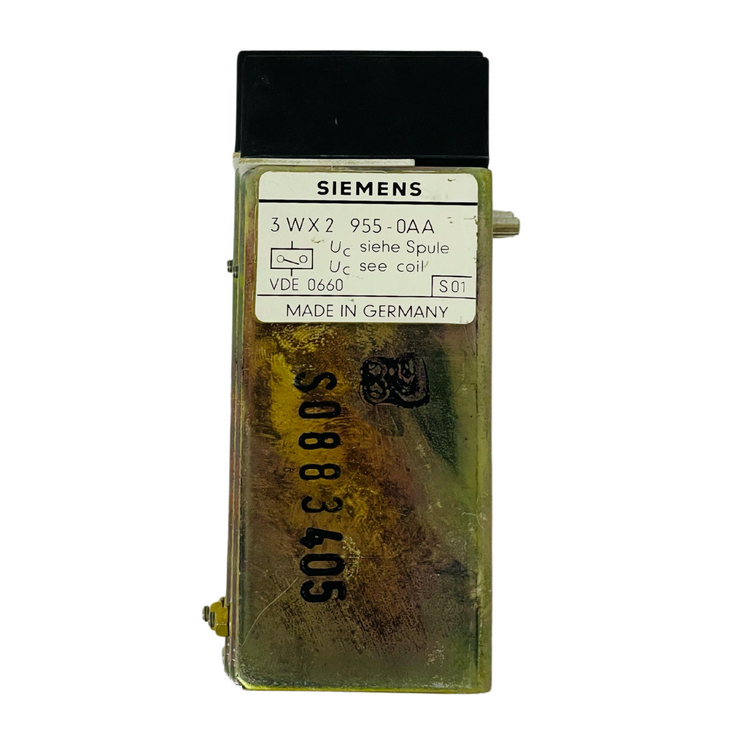 SIEMENS
3WX2 955-0AA
Uc siehe Spule
Uc see coil
VDE 0660 S01
MADE IN GERMANY
S0883405